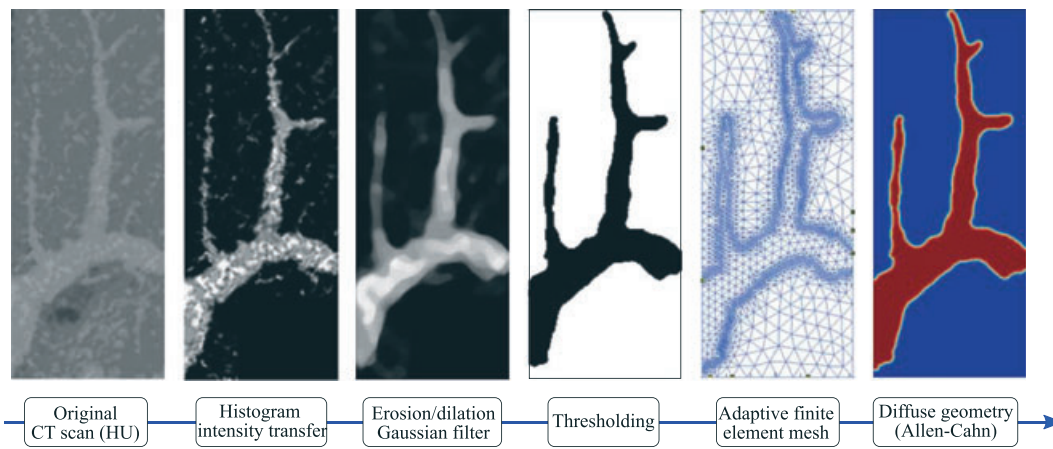 Original
CT scan (HU)
Histogram
intensity transfer
Erosion/dilation
Gaussian filter
Thresholding
Adaptive finite
element mesh
Diffuse geometry
(Allen-Cahn)